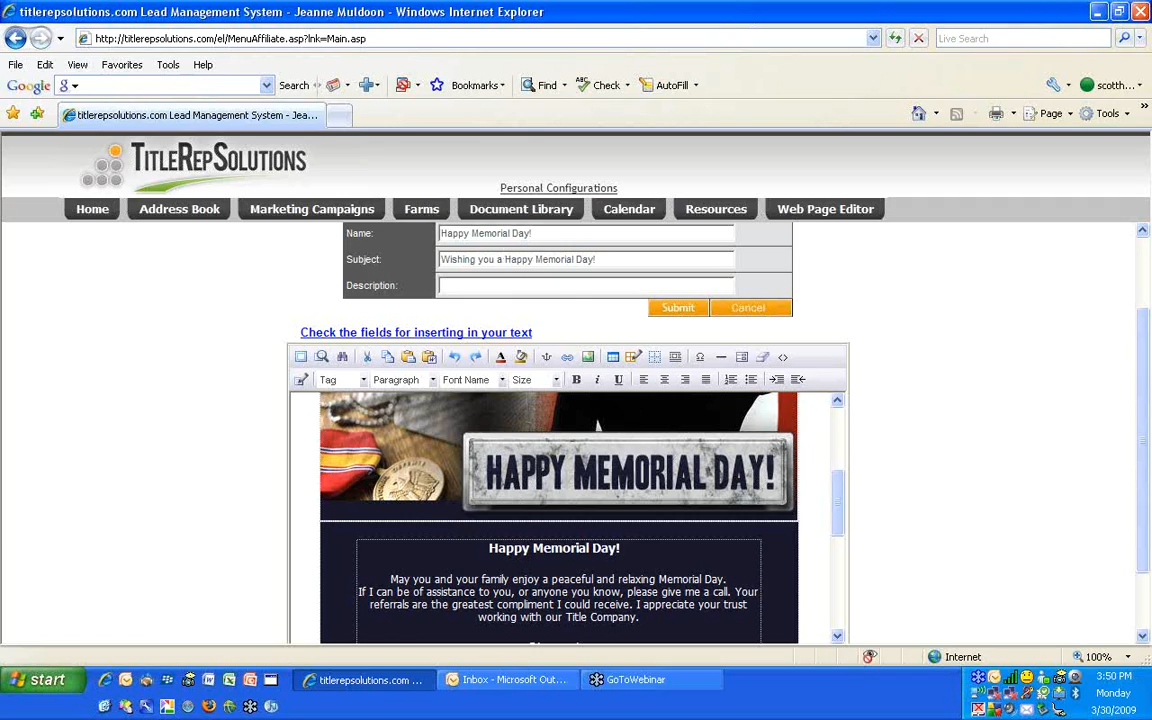 titlerepsolutions.com Lead Management System - Jeanne Muldoon - Windows Internet Explorer
http://titlerepsolutions.com/el/MenuAffiliate.asp?lnk=Main.asp
Live Search
File Edit View Favorites Tools Help
Google g Search Bookmarks Find Check AutoFill scotth...
titlerepsolutions.com Lead Management System - Jea... Page Tools
TITLEREPSOLUTIONS
Personal Configurations
Home Address Book Marketing Campaigns Farms Document Library Calendar Resources Web Page Editor
Name: Happy Memorial Day!
Subject: Wishing you a Happy Memorial Day!
Description:
Submit Cancel
Check the fields for inserting in your text
Tag Paragraph Font Name Size B i U
HAPPY MEMORIAL DAY!
Happy Memorial Day!
May you and your family enjoy a peaceful and relaxing Memorial Day.
If I can be of assistance to you, or anyone you know, please give me a call. Your
referrals are the greatest compliment I could receive. I appreciate your trust
working with our Title Company.
Internet 100%
start titlerepsolutions.com ... Inbox - Microsoft Out... GoToWebinar
3:50 PM
Monday
3/30/2009